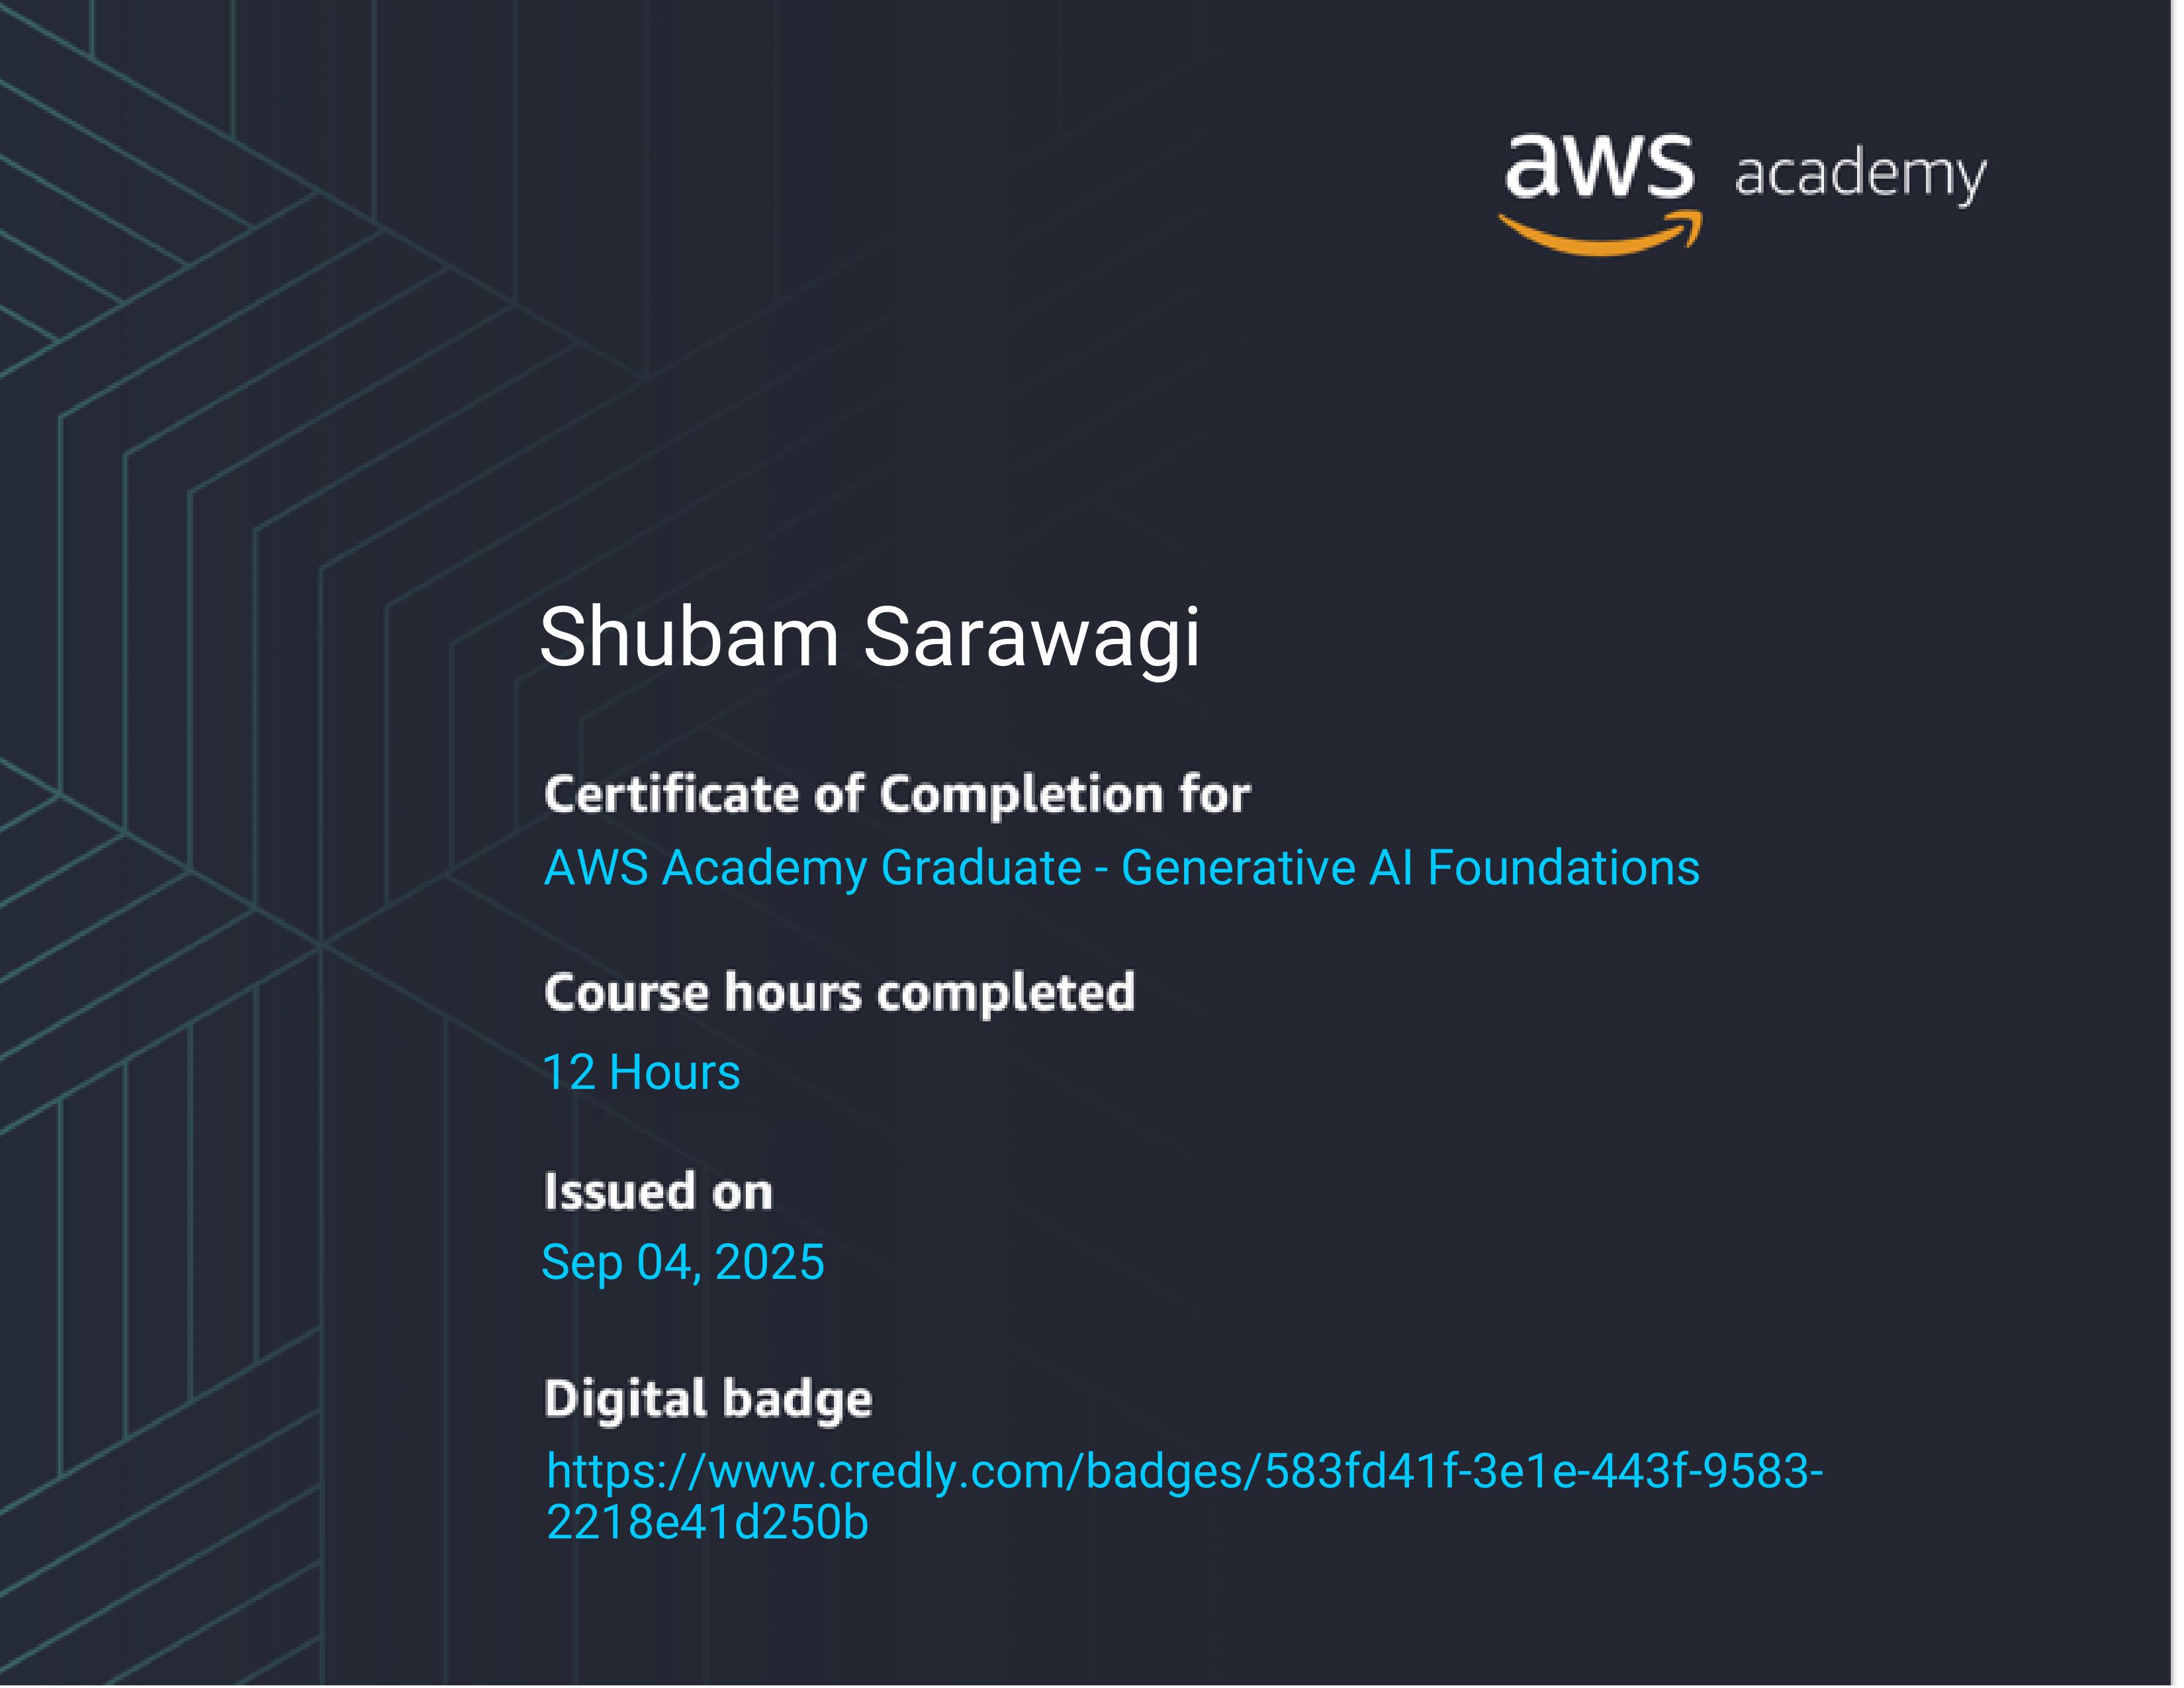 aws academy
Shubam Sarawagi
Certificate of Completion for
AWS Academy Graduate - Generative AI Foundations
Course hours completed
12 Hours
Issued on
Sep 04, 2025
Digital badge
https://www.credly.com/badges/583fd41f-3e1e-443f-9583-
2218e41d250b